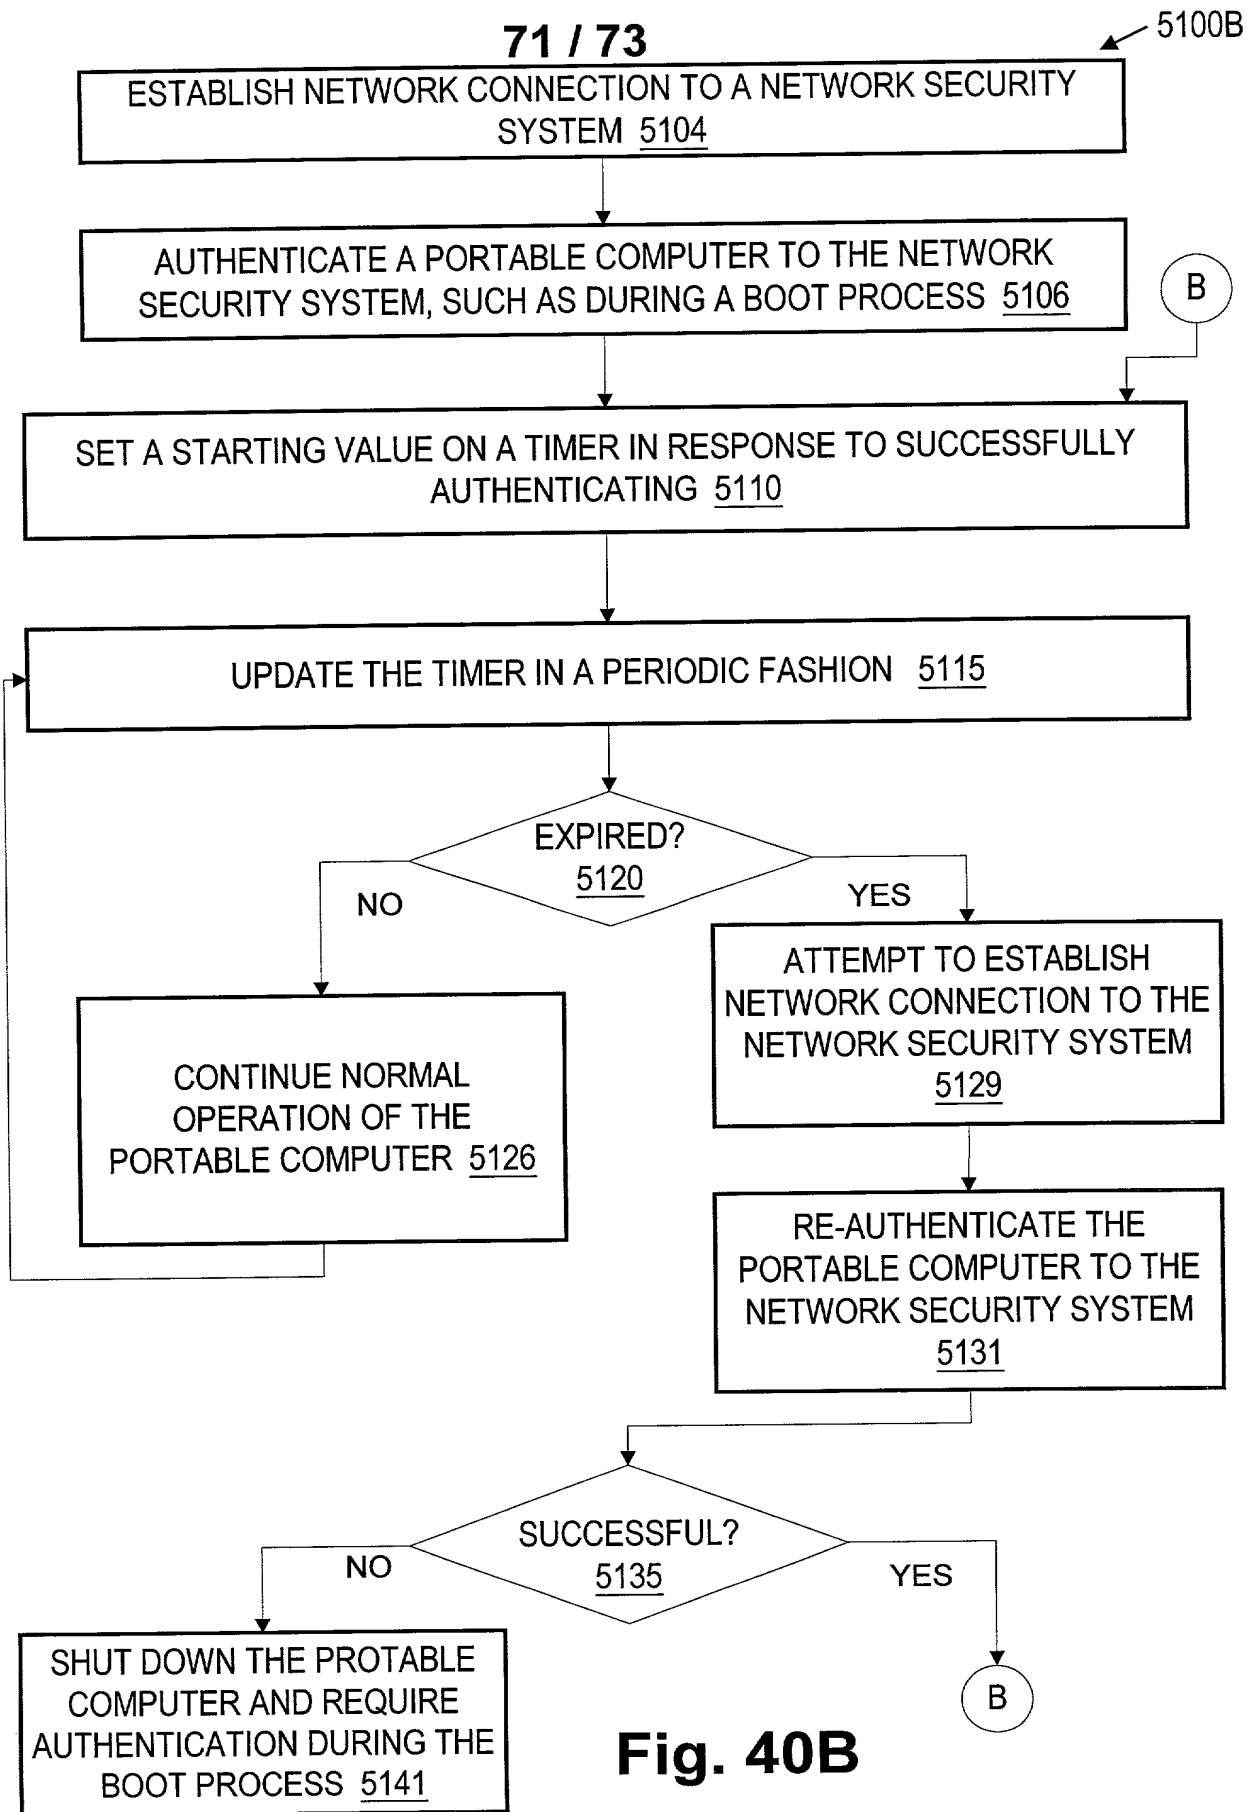 71 / 73
5100B
ESTABLISH NETWORK CONNECTION TO A NETWORK SECURITY
SYSTEM 5104
AUTHENTICATE A PORTABLE COMPUTER TO THE NETWORK
SECURITY SYSTEM, SUCH AS DURING A BOOT PROCESS 5106
B
SET A STARTING VALUE ON A TIMER IN RESPONSE TO SUCCESSFULLY
AUTHENTICATING 5110
UPDATE THE TIMER IN A PERIODIC FASHION 5115
EXPIRED?
5120
NO
YES
CONTINUE NORMAL
OPERATION OF THE
PORTABLE COMPUTER 5126
ATTEMPT TO ESTABLISH
NETWORK CONNECTION TO THE
NETWORK SECURITY SYSTEM
5129
RE-AUTHENTICATE THE
PORTABLE COMPUTER TO THE
NETWORK SECURITY SYSTEM
5131
SUCCESSFUL?
5135
NO
YES
SHUT DOWN THE PROTABLE
COMPUTER AND REQUIRE
AUTHENTICATION DURING THE
BOOT PROCESS 5141
B
Fig. 40B